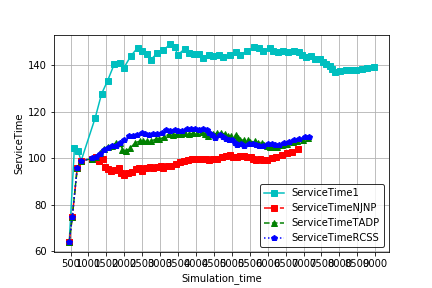 140
120
100
80
60
ServiceTime
500 1000 1500 2000 2500 3000 3500 4000 4500 5000 5500 6000 6500 7000 7500 8000 8500 9000
Simulation_time
ServiceTime1
ServiceTimeNJNP
ServiceTimeTADP
ServiceTimeRCSS